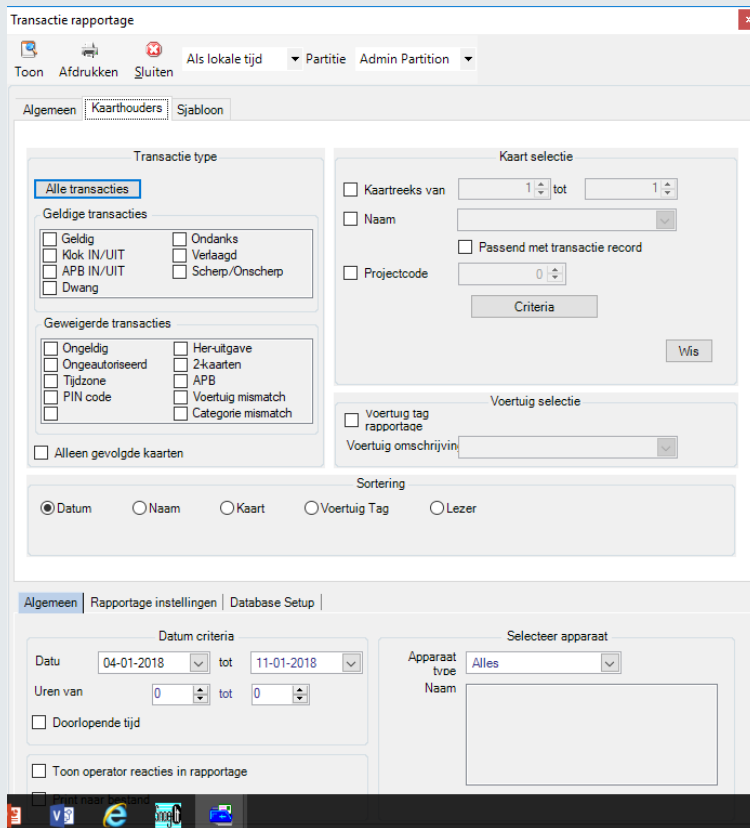 Transactie rapportage
Toon Afdrukken Sluiten Als lokale tijd Partitie Admin Partition
Algemeen Kaarthouders Sjabloon
Transactie type
Alle transacties
Geldige transacties
Geldig Ondanks
Klok IN/UIT Verlaagd
APB IN/UIT Scherp/Onscherp
Dwang
Geweigerde transacties
Ongeldig Her-uitgave
Ongeautoriseerd 2-kaarten
Tijdzone APB
PIN code Voertuig mismatch
Categorie mismatch
Alleen gevolgde kaarten
Kaart selectie
Kaartreeks van 1 tot 1
Naam
Passend met transactie record
Projectcode 0
Criteria
Wis
Voertuig selectie
Voertuig tag
rapportage
Voertuig omschrijvin
Sortering
Datum Naam Kaart Voertuig Tag Lezer
Algemeen Rapportage instellingen Database Setup
Datum criteria
Datu 04-01-2018 tot 11-01-2018
Uren van 0 tot 0
Doorlopende tijd
Toon operator reacties in rapportage
Print naar bestand
Selecteer apparaat
Apparaat
type Alles
Naam